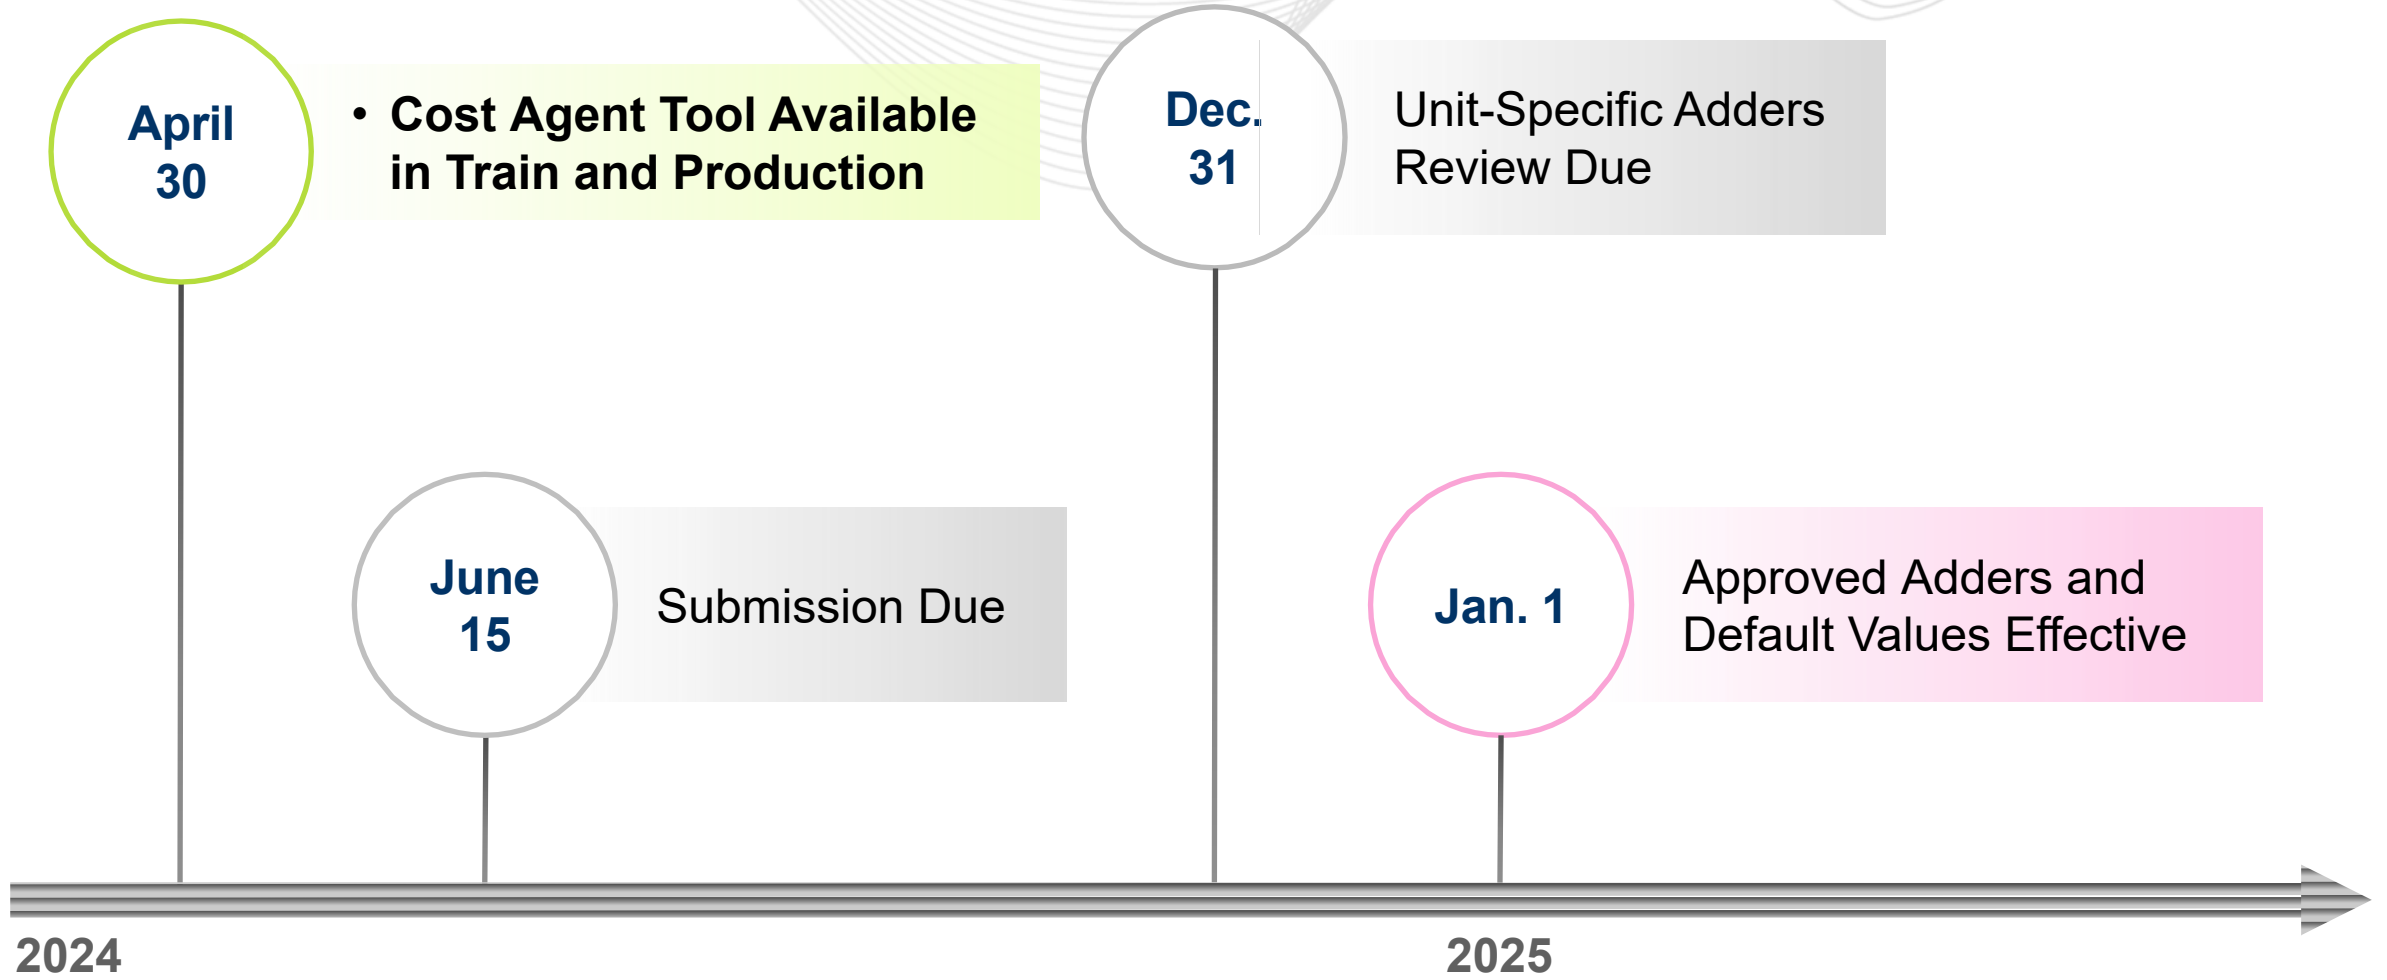 April
30
• Cost Agent Tool Available
in Train and Production
Dec.
31
Unit-Specific Adders
Review Due
June
15
Submission Due
Jan. 1
Approved Adders and
Default Values Effective
2024
2025